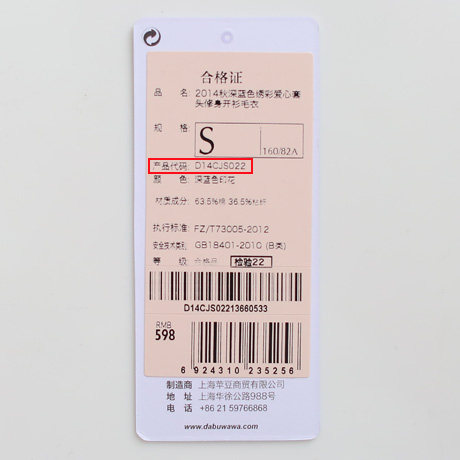 合格证
品 名: 2014秋深蓝色绣彩爱心套
头修身开衫毛衣
规 格:
S
160/82A
产品代码: D14CJS022
颜 色: 深蓝色印花
材质成分: 63.5%棉 36.5%粘纤
执行标准: FZ/T73005-2012
安全技术类别: GB18401-2010 (B类)
等 级: 合格品 检验22
D14CJS02213660533
RMB
598
6 924310 235256
制造商 上海苹豆商贸有限公司
地 址 上海华徐公路988号
电 话 +86 21 59766868
www.dabuwawa.com